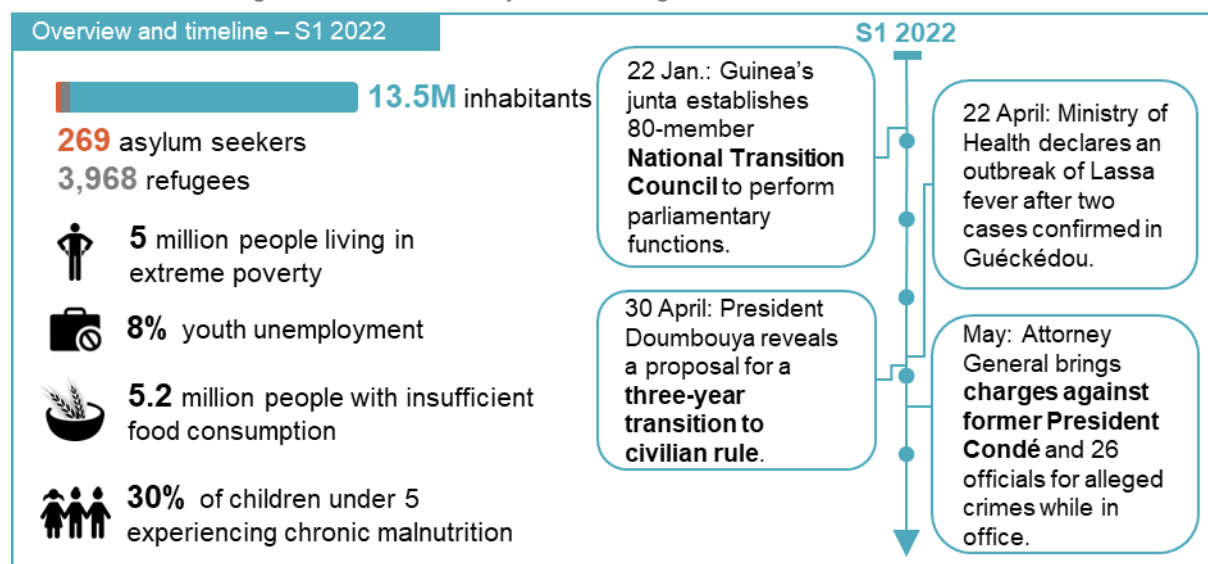 Overview and timeline – S1 2022
13.5M inhabitants
269 asylum seekers
3,968 refugees
5 million people living in
extreme poverty
8% youth unemployment
5.2 million people with insufficient
food consumption
30% of children under 5
experiencing chronic malnutrition
S1 2022
22 Jan.: Guinea’s
junta establishes
80-member
National Transition
Council to perform
parliamentary
functions.
22 April: Ministry of
Health declares an
outbreak of Lassa
fever after two
cases confirmed in
Guéckédou.
30 April: President
Doumbouya reveals
a proposal for a
three-year
transition to
civilian rule.
May: Attorney
General brings
charges against
former President
Condé and 26
officials for alleged
crimes while in
office.